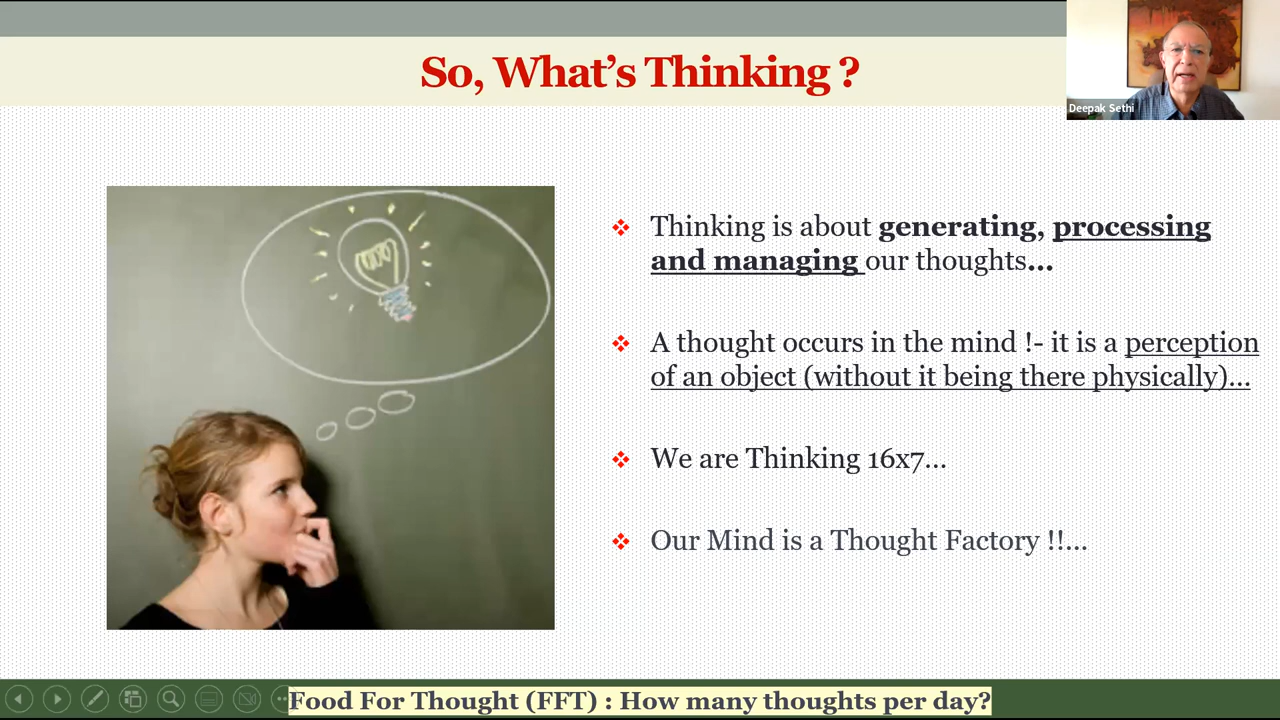 So, What's Thinking ?
Deepak Sethi
Thinking is about generating, processing
and managing our thoughts...
A thought occurs in the mind !- it is a perception
of an object (without it being there physically)...
We are Thinking 16x7...
Our Mind is a Thought Factory !!...
Food For Thought (FFT) : How many thoughts per day?